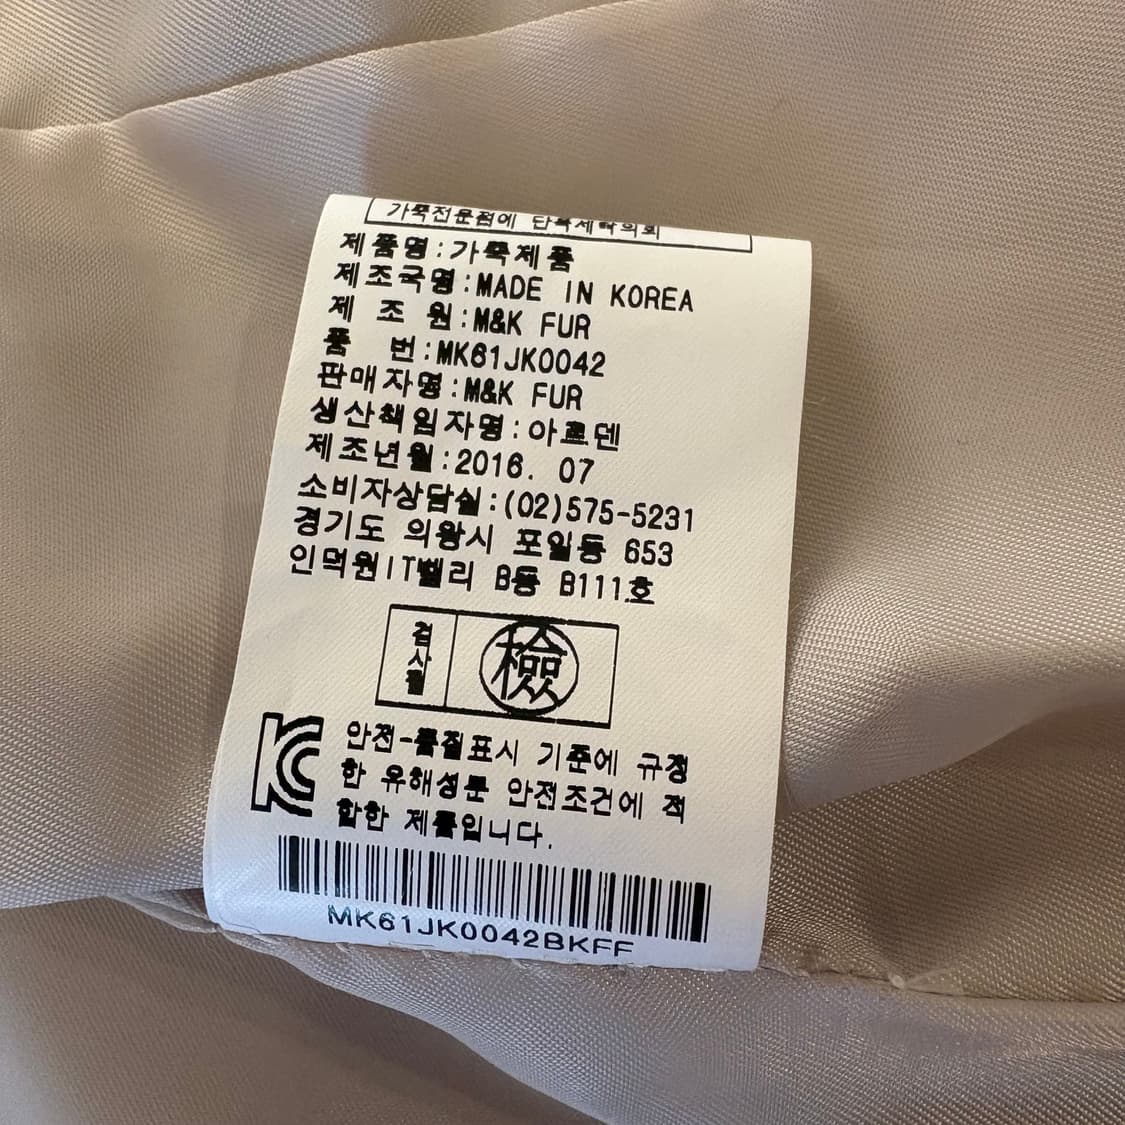 가죽전문점에 단독세탁의뢰
제품명:가죽제품
제조국명:MADE IN KOREA
제 조 원:M&K FUR
품 번:MK61JK0042
판매자명:M&K FUR
생산책임자명:아르덴
제조년월:2016. 07
소비자상담실:(02)575-5231
경기도 의왕시 포일동 653
인덕원IT밸리 B동 B111호
검사필 檢
KC
안전-품질표시 기준에 규정
한 유해성분 안전조건에 적
합한 제품입니다.
MK61JK0042BKFF